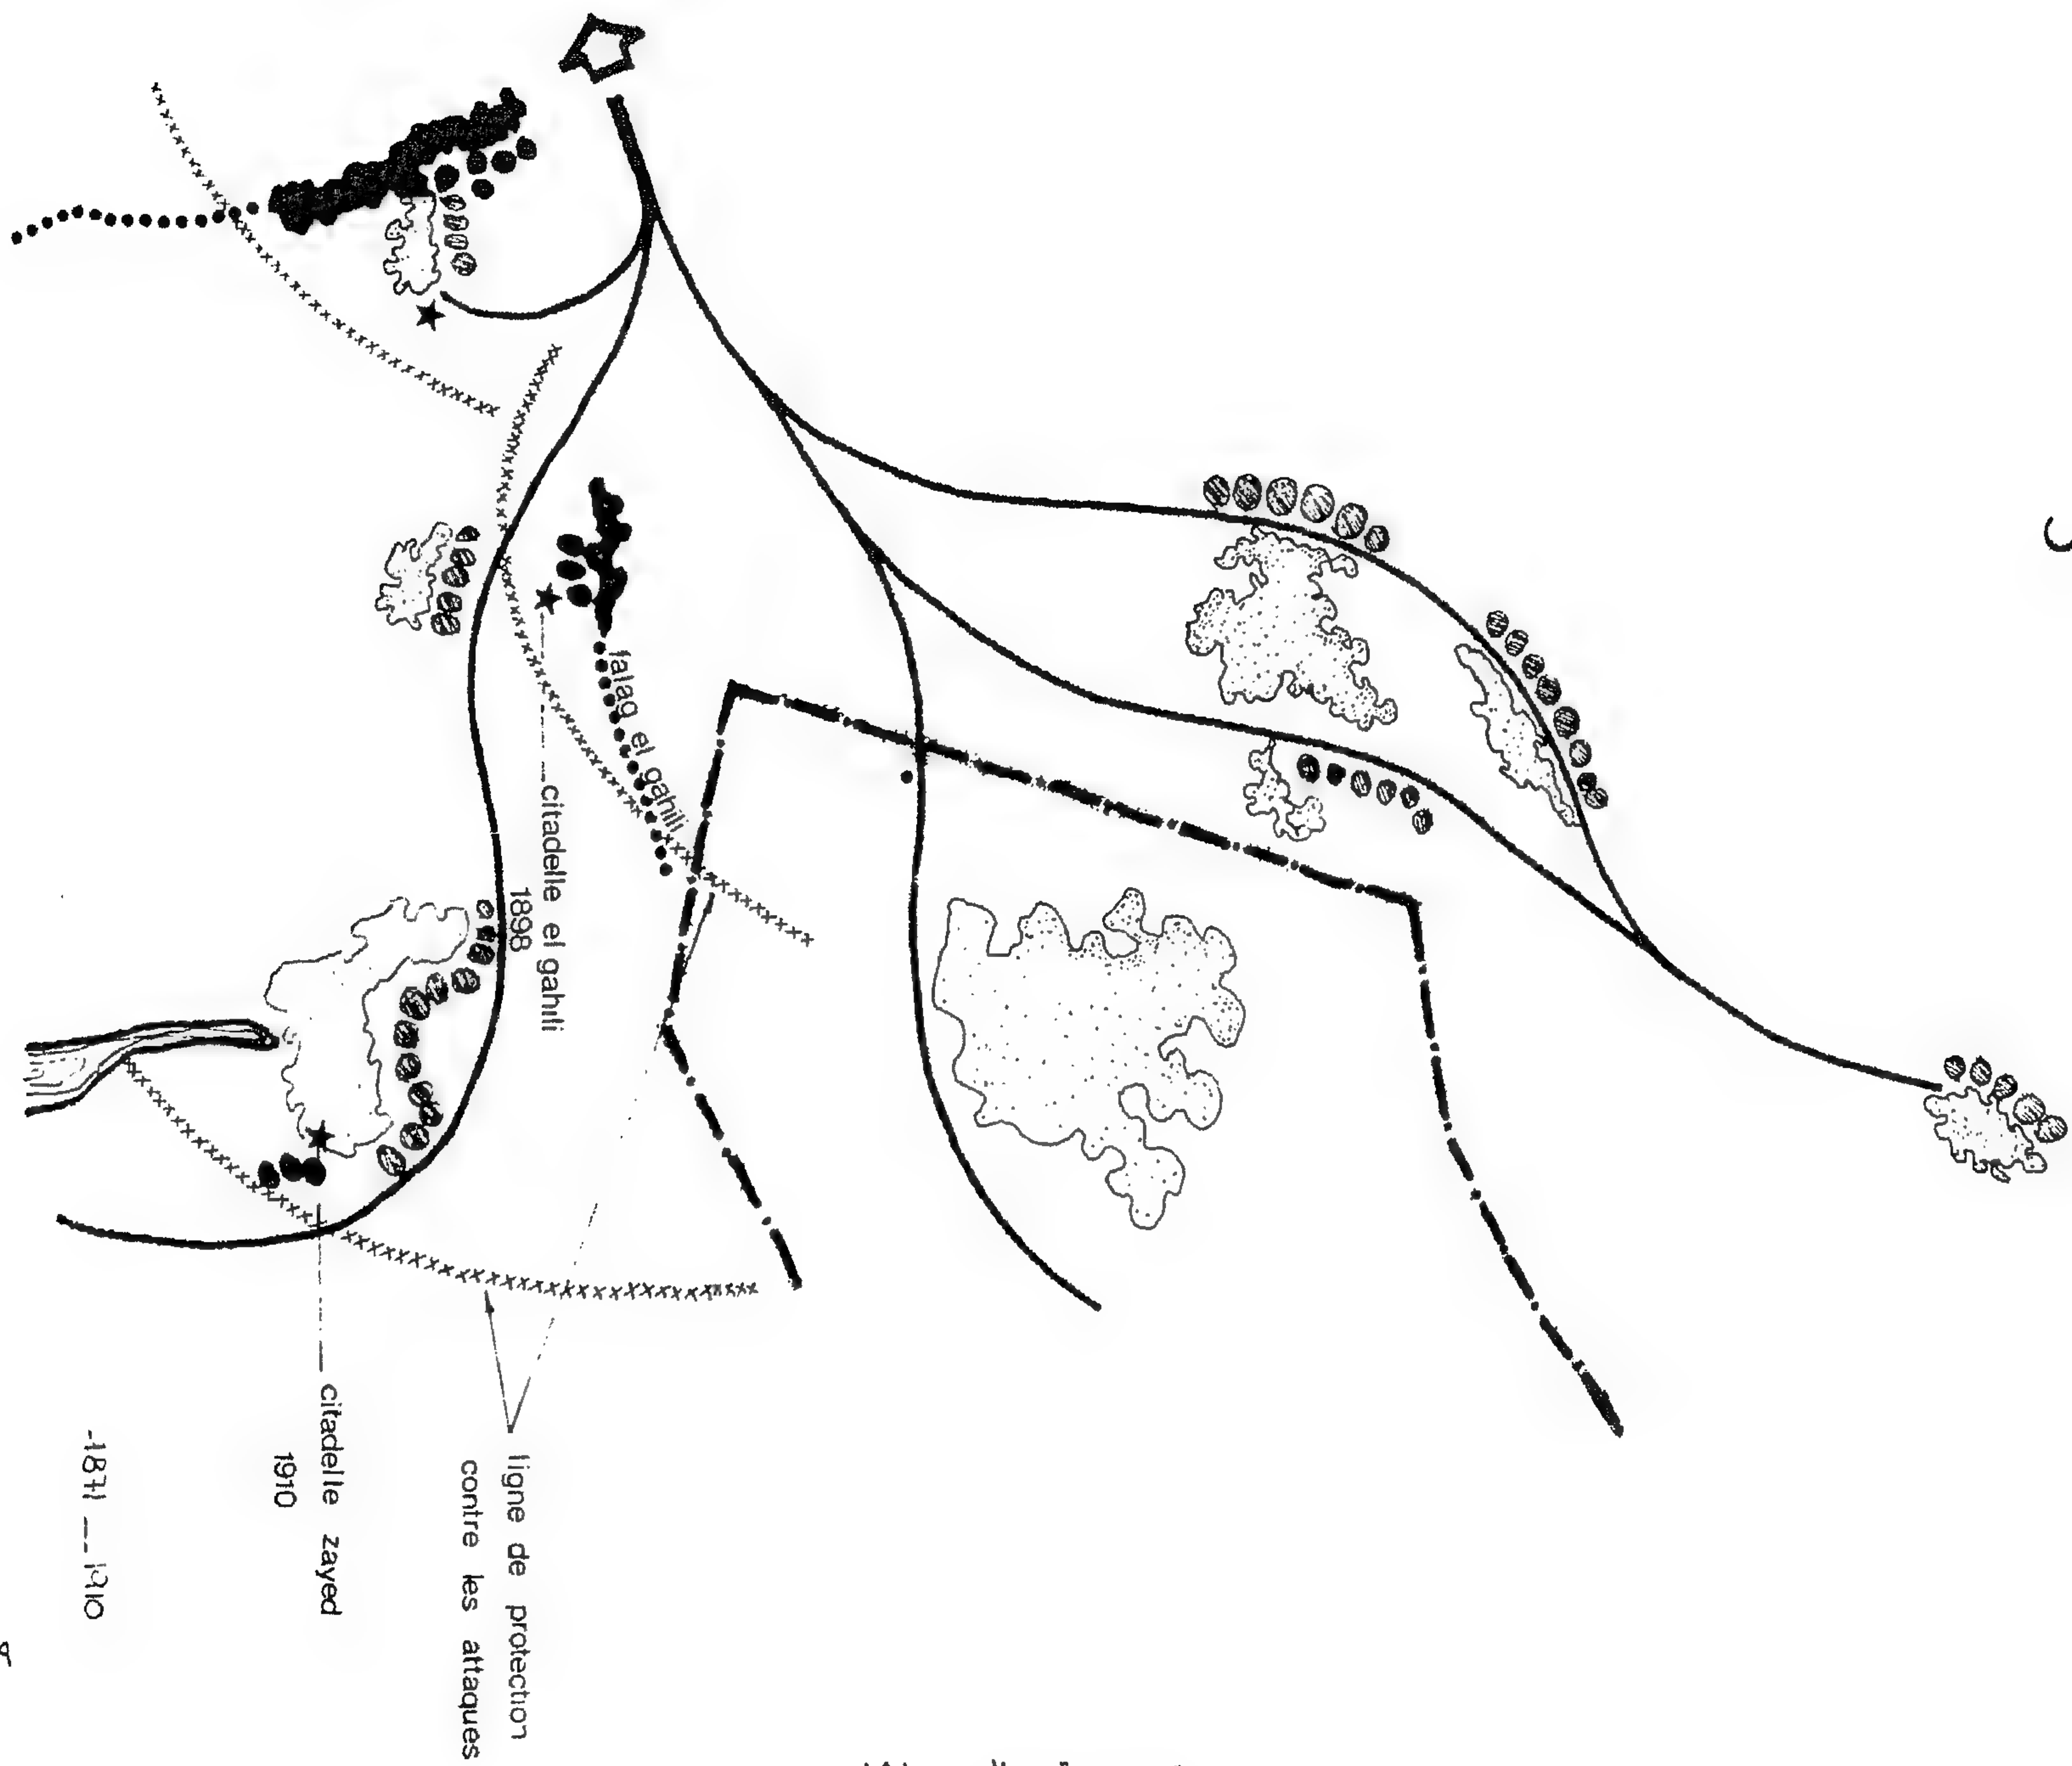 falag el gahili
citadelle el gahili
1898
ligne de protection
contre les attaques
citadelle zayed
1910
-1871 --- 1910